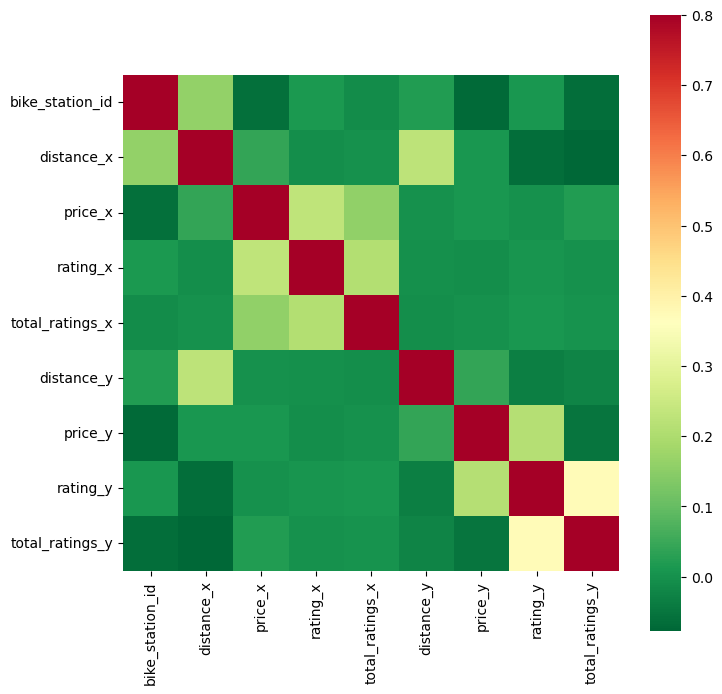 bike_station_id
distance_x
price_x
rating_x
total_ratings_x
distance_y
price_y
rating_y
total_ratings_y
bike_station_id
distance_x
price_x
rating_x
total_ratings_x
distance_y
price_y
rating_y
total_ratings_y
0.8
0.7
0.6
0.5
0.4
0.3
0.2
0.1
0.0